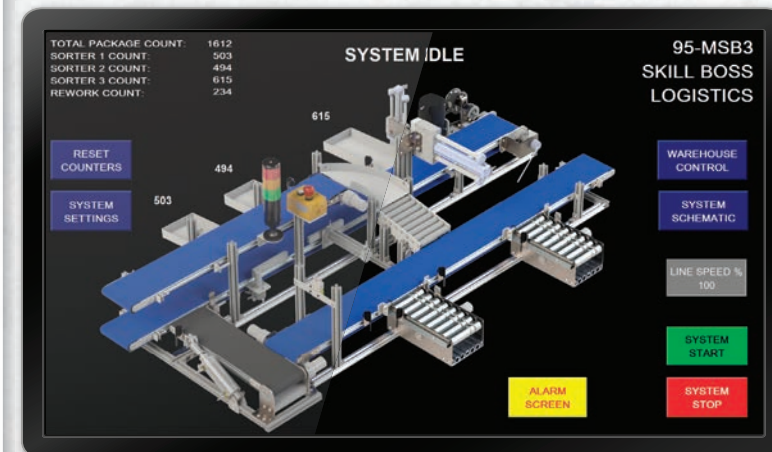 TOTAL PACKAGE COUNT: 1612
SORTER 1 COUNT: 503
SORTER 2 COUNT: 494
SORTER 3 COUNT: 615
REWORK COUNT: 234
SYSTEM IDLE
95-MSB3
SKILL BOSS
LOGISTICS
615
494
503
RESET
COUNTERS
SYSTEM
SETTINGS
WAREHOUSE
CONTROL
SYSTEM
SCHEMATIC
LINE SPEED %
100
SYSTEM
START
ALARM
SCREEN
SYSTEM
STOP